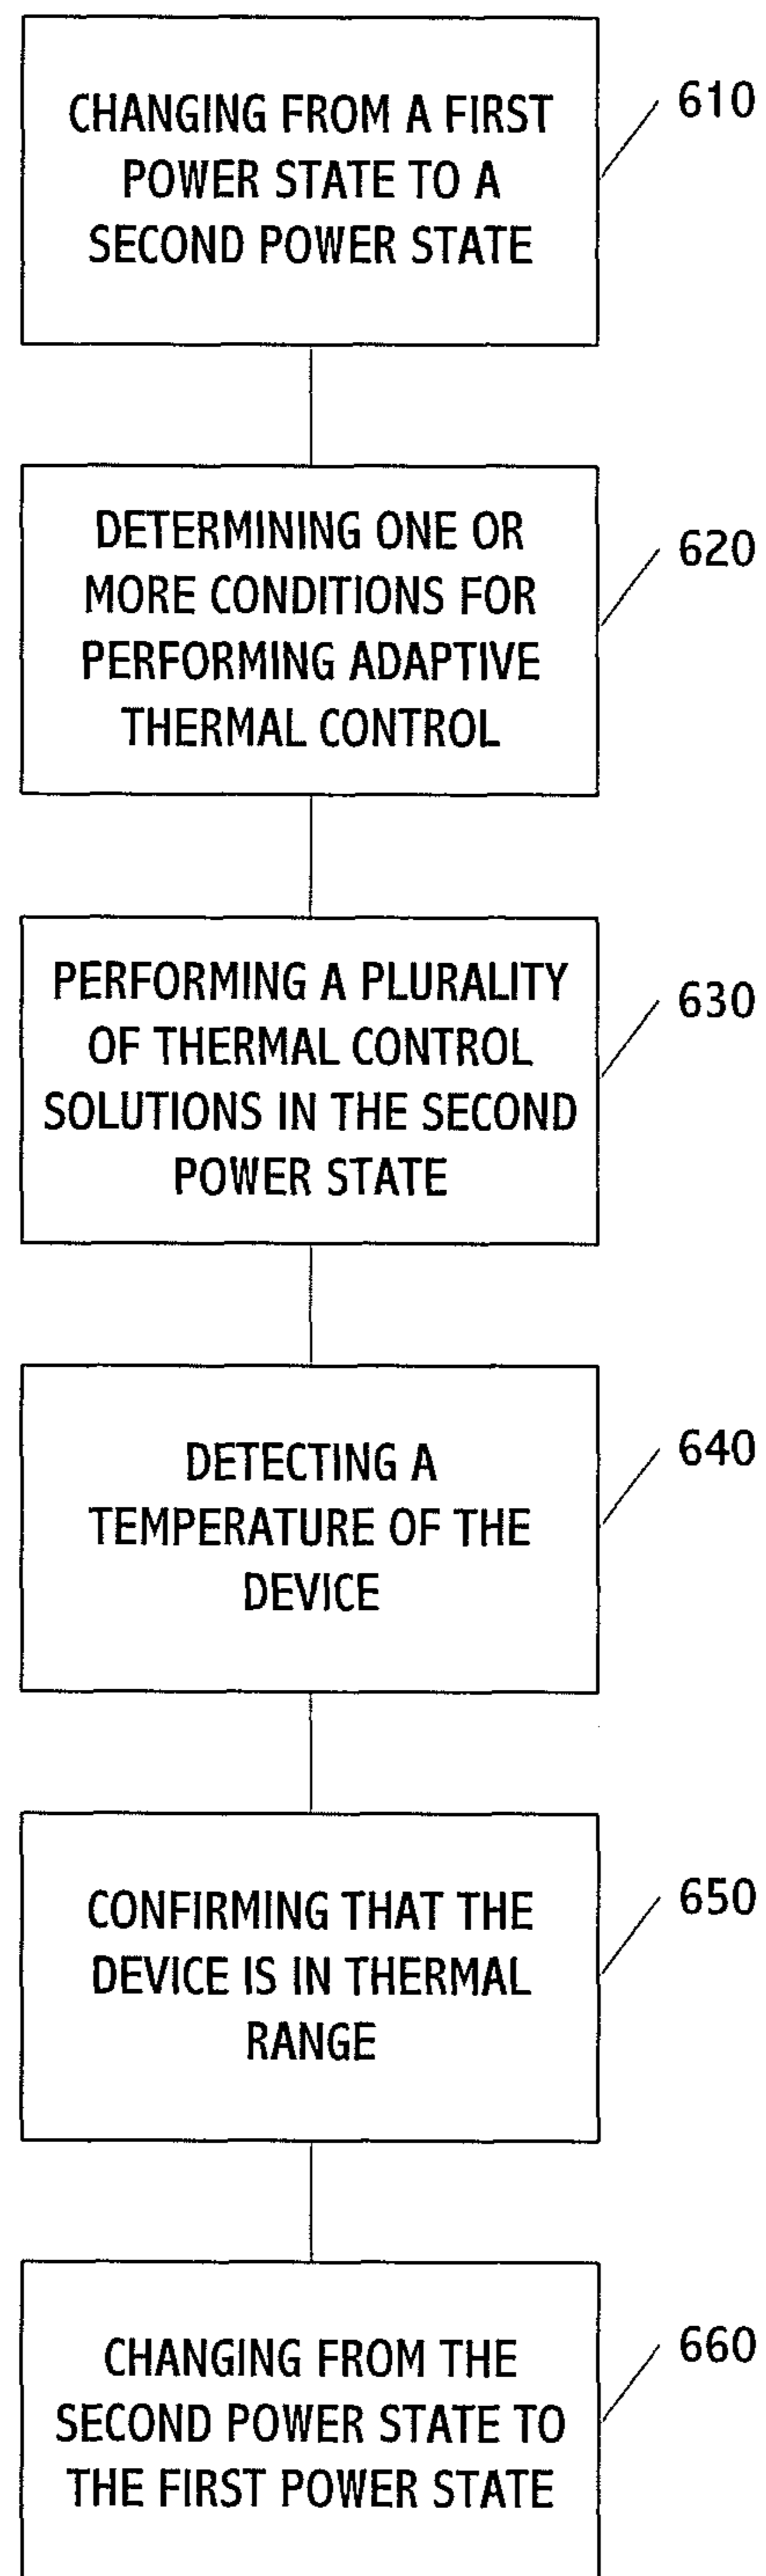 CHANGING FROM A FIRST
POWER STATE TO A
SECOND POWER STATE
610
DETERMINING ONE OR
MORE CONDITIONS FOR
PERFORMING ADAPTIVE
THERMAL CONTROL
620
PERFORMING A PLURALITY
OF THERMAL CONTROL
SOLUTIONS IN THE SECOND
POWER STATE
630
DETECTING A
TEMPERATURE OF THE
DEVICE
640
CONFIRMING THAT THE
DEVICE IS IN THERMAL
RANGE
650
CHANGING FROM THE
SECOND POWER STATE TO
THE FIRST POWER STATE
660